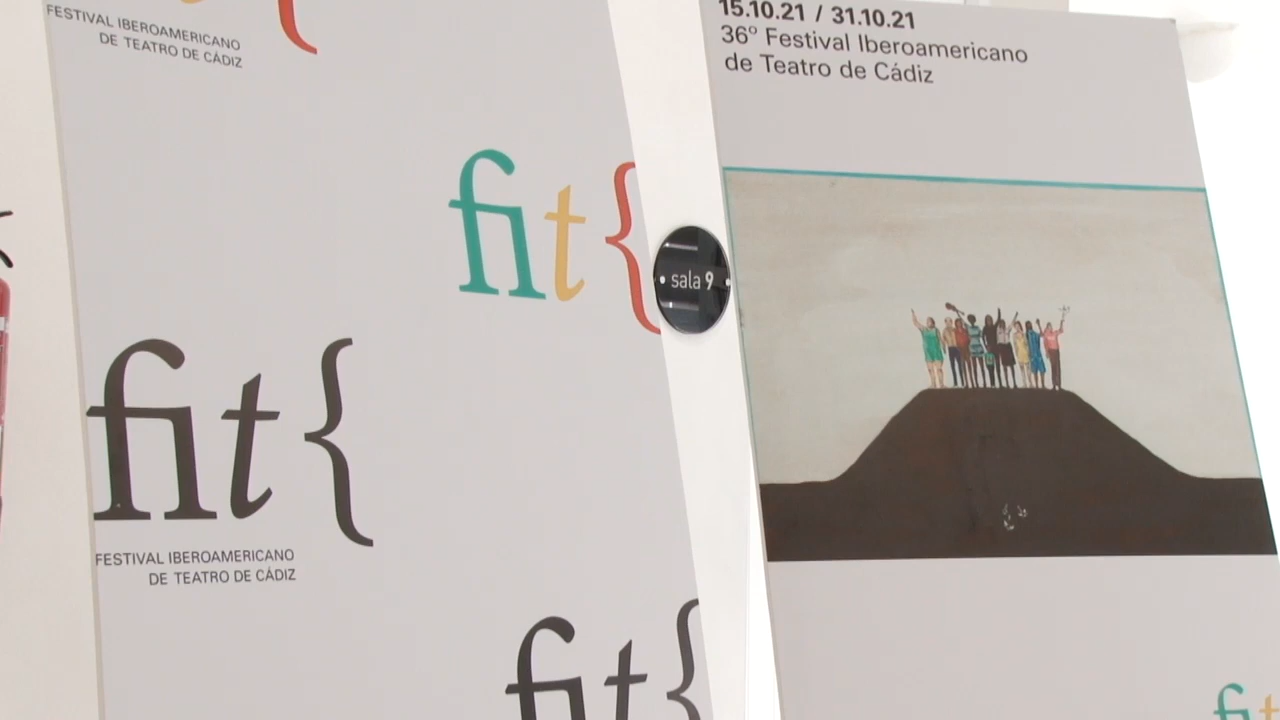 FESTIVAL IBEROAMERICANO
DE TEATRO DE CÁDIZ
fit{
fit{
FESTIVAL IBEROAMERICANO
DE TEATRO DE CÁDIZ
fit{
sala 9
15.10.21 / 31.10.21
36º Festival Iberoamericano
de Teatro de Cádiz
fit